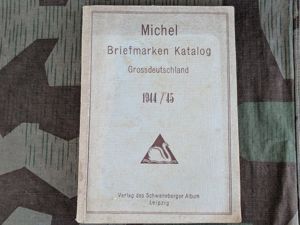 Michel
Briefmarken Katalog
Grossdeutschland
1944/45
Verlag des Schwaneberger Album
Leipzig